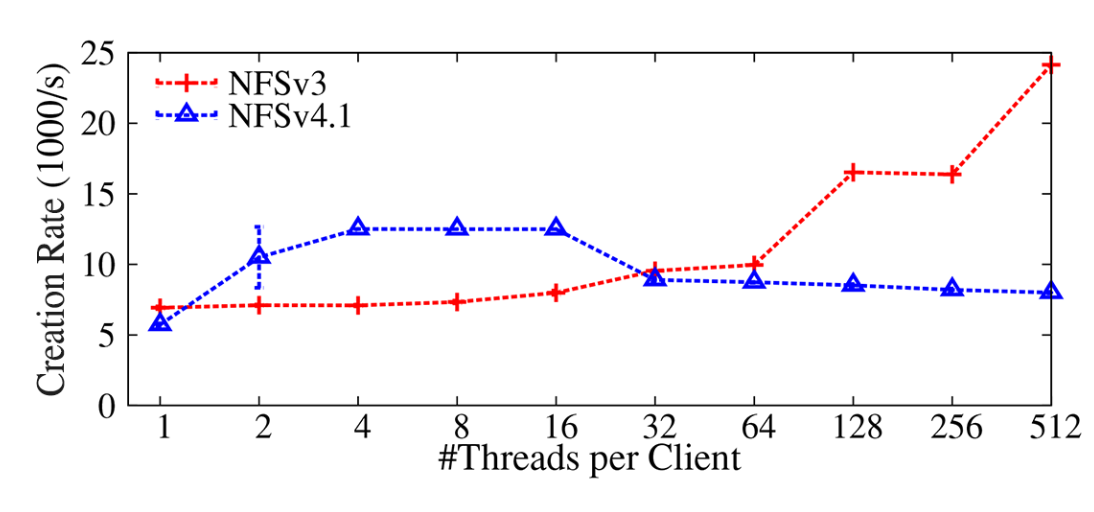 Creation Rate (1000/s)
25
20
15
10
5
0
NFSv3
NFSv4.1
1 2 4 8 16 32 64 128 256 512
#Threads per Client